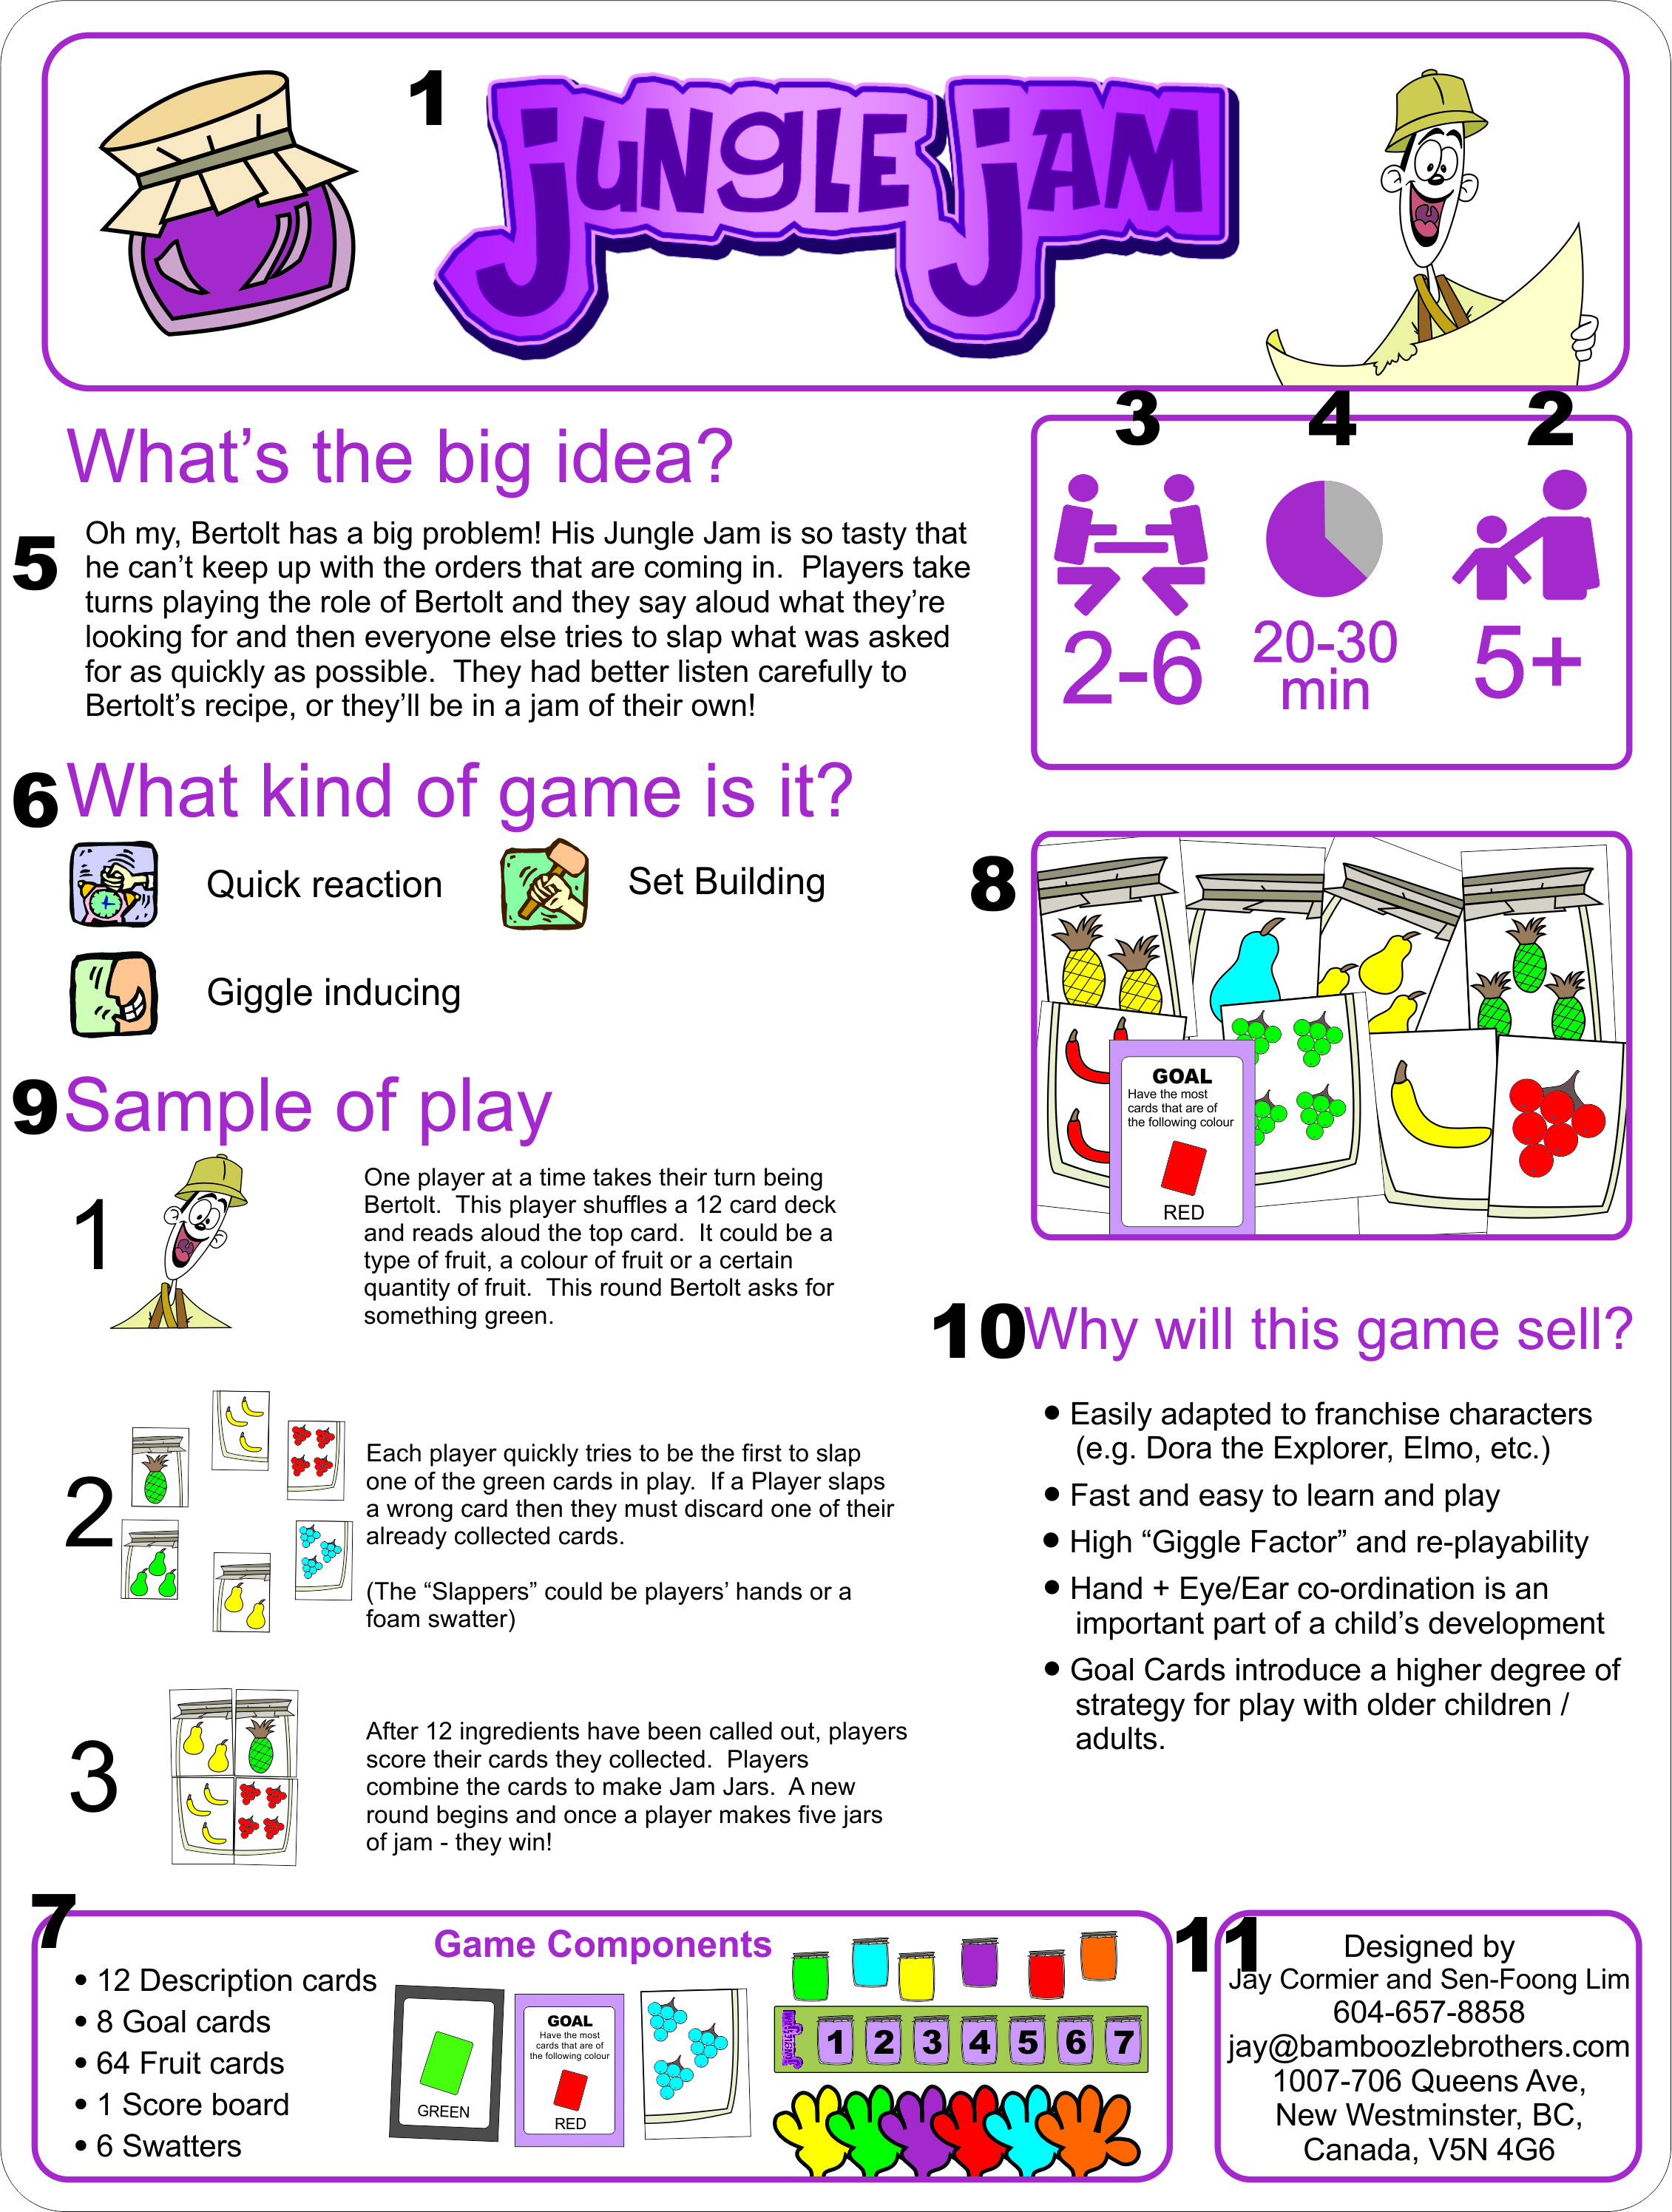 1
JUNGLE JAM
What's the big idea?
5
Oh my, Bertolt has a big problem! His Jungle Jam is so tasty that
he can't keep up with the orders that are coming in.  Players take
turns playing the role of Bertolt and they say aloud what they're
looking for and then everyone else tries to slap what was asked
for as quickly as possible.  They had better listen carefully to
Bertolt's recipe, or they'll be in a jam of their own!
3 4 2
2-6
20-30
min
5+
6
What kind of game is it?
Quick reaction
Set Building
Giggle inducing
8
GOAL
Have the most
cards that are of
the following colour
RED
9
Sample of play
1
One player at a time takes their turn being
Bertolt.  This player shuffles a 12 card deck
and reads aloud the top card.  It could be a
type of fruit, a colour of fruit or a certain
quantity of fruit.  This round Bertolt asks for
something green.
2
Each player quickly tries to be the first to slap
one of the green cards in play.  If a Player slaps
a wrong card then they must discard one of their
already collected cards.
(The “Slappers” could be players' hands or a
foam swatter)
3
After 12 ingredients have been called out, players
score their cards they collected.  Players
combine the cards to make Jam Jars.  A new
round begins and once a player makes five jars
of jam - they win!
10
Why will this game sell?
• Easily adapted to franchise characters
(e.g. Dora the Explorer, Elmo, etc.)
• Fast and easy to learn and play
• High “Giggle Factor” and re-playability
• Hand + Eye/Ear co-ordination is an
important part of a child's development
• Goal Cards introduce a higher degree of
strategy for play with older children /
adults.
7
Game Components
• 12 Description cards
• 8 Goal cards
• 64 Fruit cards
• 1 Score board
• 6 Swatters
GREEN
GOAL
Have the most
cards that are of
the following colour
RED
JUNGLE JAM
1 2 3 4 5 6 7
11
Designed by
Jay Cormier and Sen-Foong Lim
604-657-8858
jay@bamboozlebrothers.com
1007-706 Queens Ave,
New Westminster, BC,
Canada, V5N 4G6